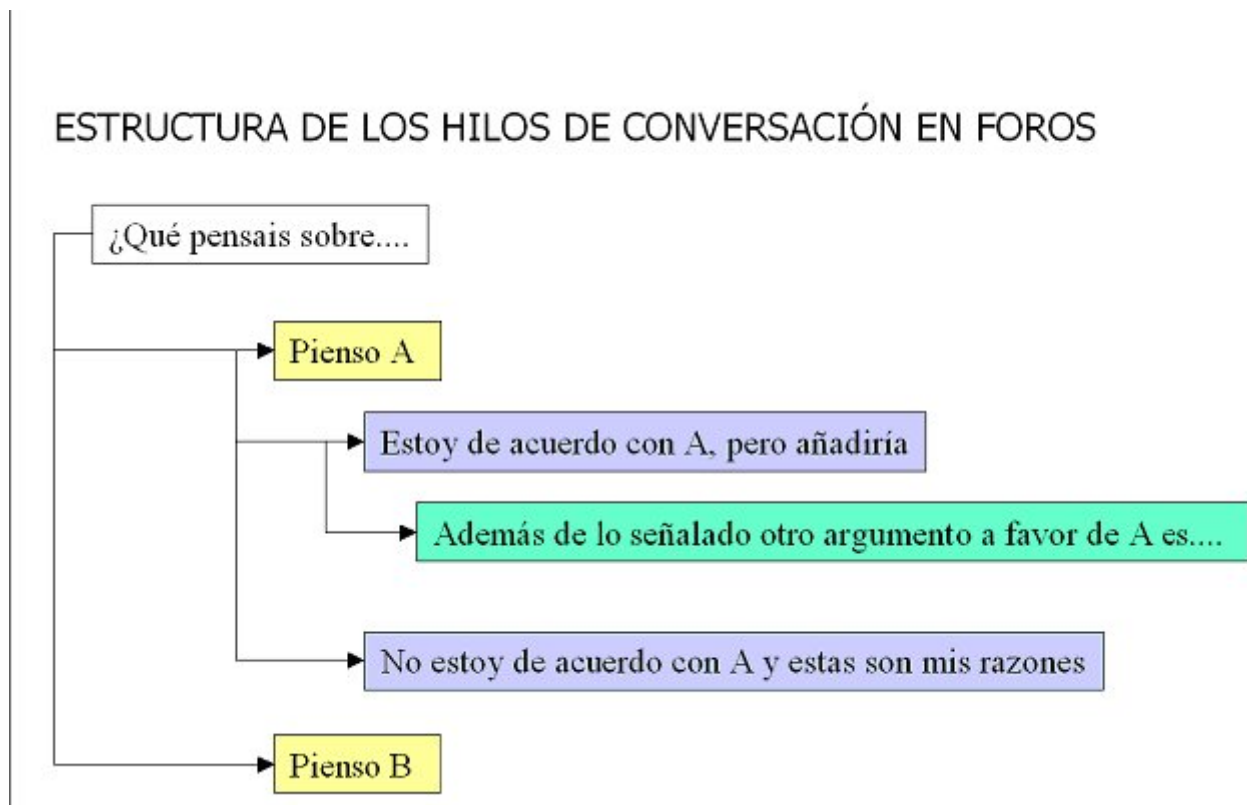 ESTRUCTURA DE LOS HILOS DE CONVERSACIÓN EN FOROS
¿Qué pensais sobre....
Pienso A
Estoy de acuerdo con A, pero añadiría
Además de lo señalado otro argumento a favor de A es....
No estoy de acuerdo con A y estas son mis razones
Pienso B